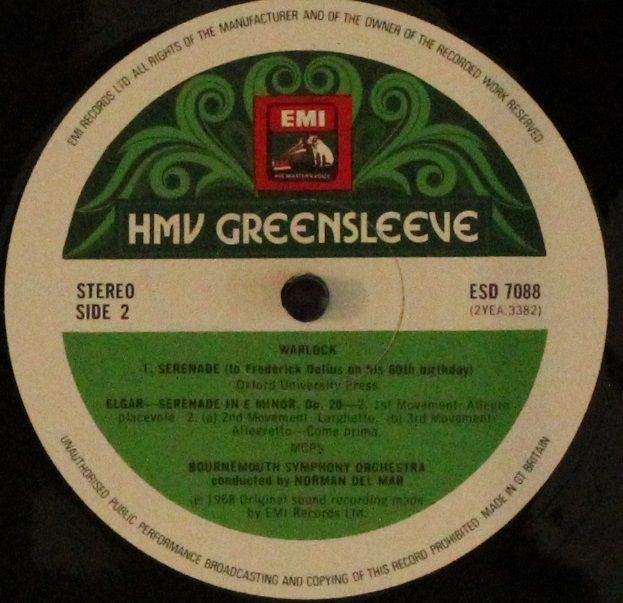 EMI RECORDS LTD ALL RIGHTS OF THE MANUFACTURER AND OF THE OWNER OF THE RECORDED WORK RESERVED
EMI
HIS MASTER'S VOICE
HMV GREENSLEEVE
STEREO
SIDE 2
ESD 7088
(2YEA.3382)
WARLOCK
1. SERENADE (to Frederick Delius on his 60th birthday)
Oxford University Press
ELGAR—SERENADE IN E MINOR, Op. 20—2. 1st Movement: Allegro
piacevole. 2. (a) 2nd Movement: Larghetto. (b) 3rd Movement:
Allegretto—Come prima.
MCPS
BOURNEMOUTH SYMPHONY ORCHESTRA
conducted by NORMAN DEL MAR
℗ 1968 Original sound recording made
by EMI Records Ltd.
UNAUTHORISED PUBLIC PERFORMANCE BROADCASTING AND COPYING OF THIS RECORD PROHIBITED MADE IN GT BRITAIN